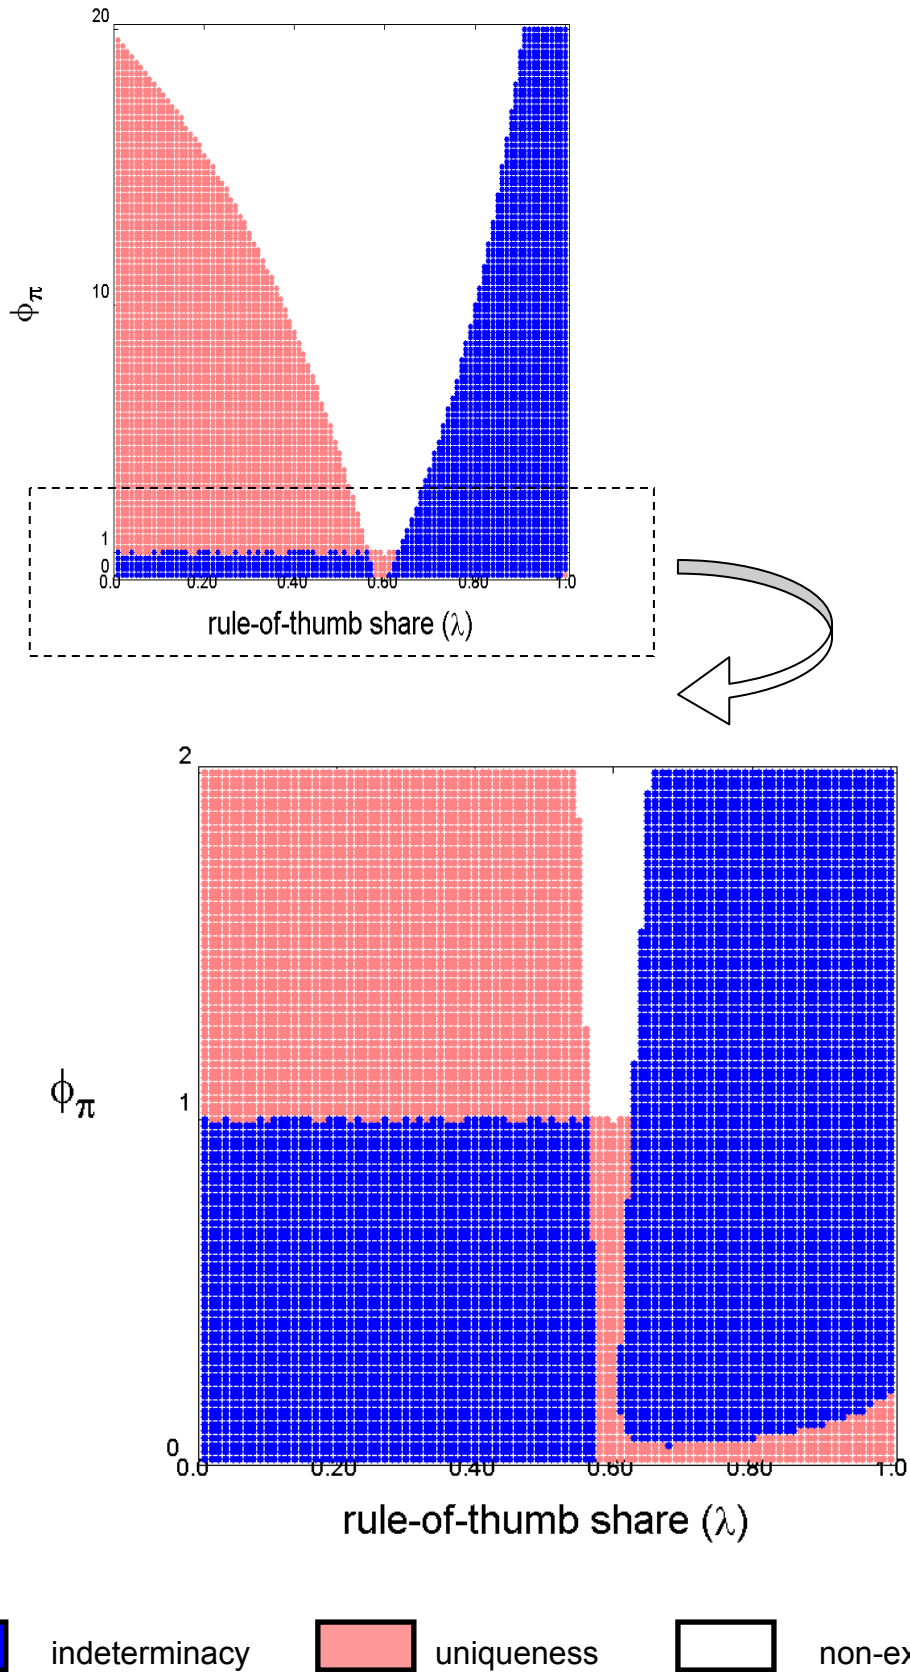 20
10
ϕπ
1
0
0.0 0.20 0.40 0.60 0.80 1.0
rule-of-thumb share (λ)
2
ϕπ
1
0
0.0 0.20 0.40 0.60 0.80 1.0
rule-of-thumb share (λ)
indeterminacy uniqueness non-ex